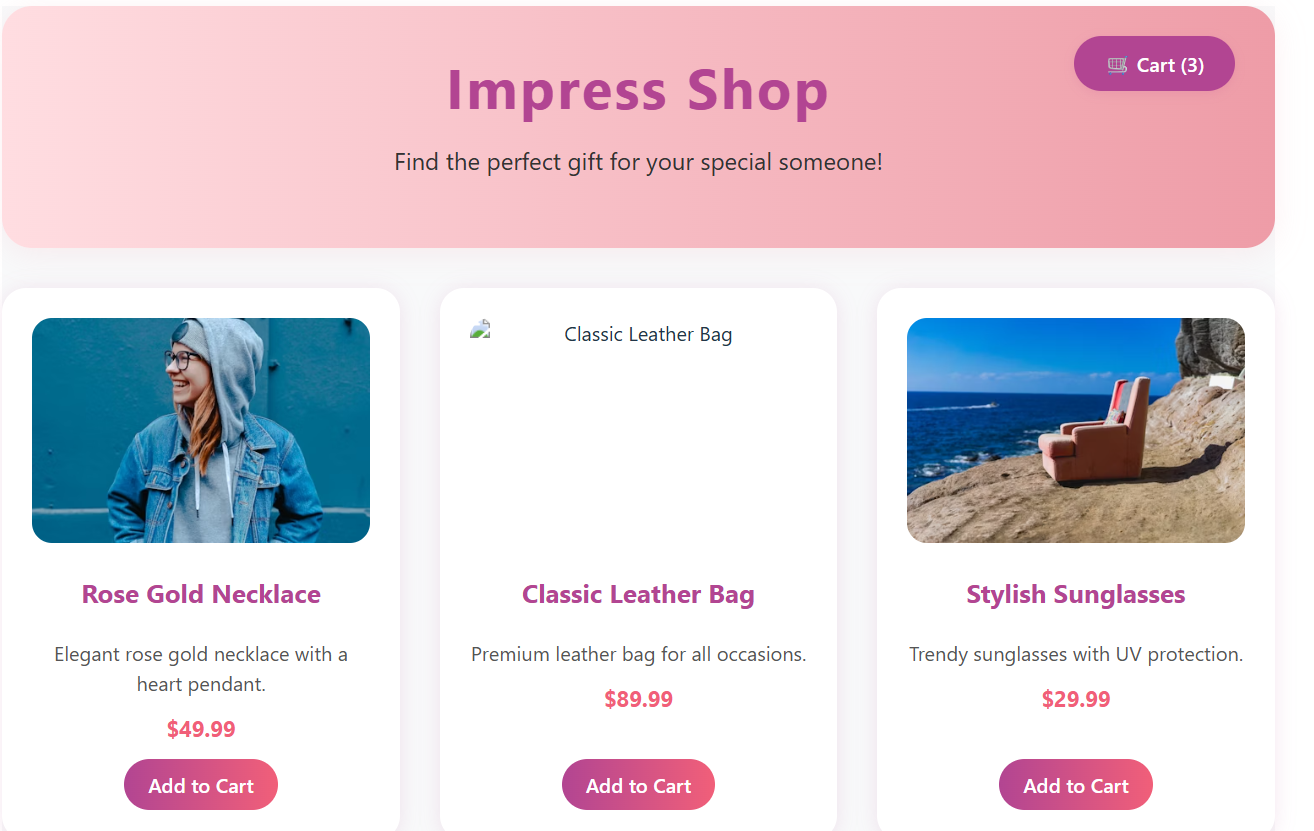 Impress Shop
Cart (3)
Find the perfect gift for your special someone!
Classic Leather Bag
Rose Gold Necklace
Elegant rose gold necklace with a
heart pendant.
$49.99
Add to Cart
Classic Leather Bag
Premium leather bag for all occasions.
$89.99
Add to Cart
Stylish Sunglasses
Trendy sunglasses with UV protection.
$29.99
Add to Cart